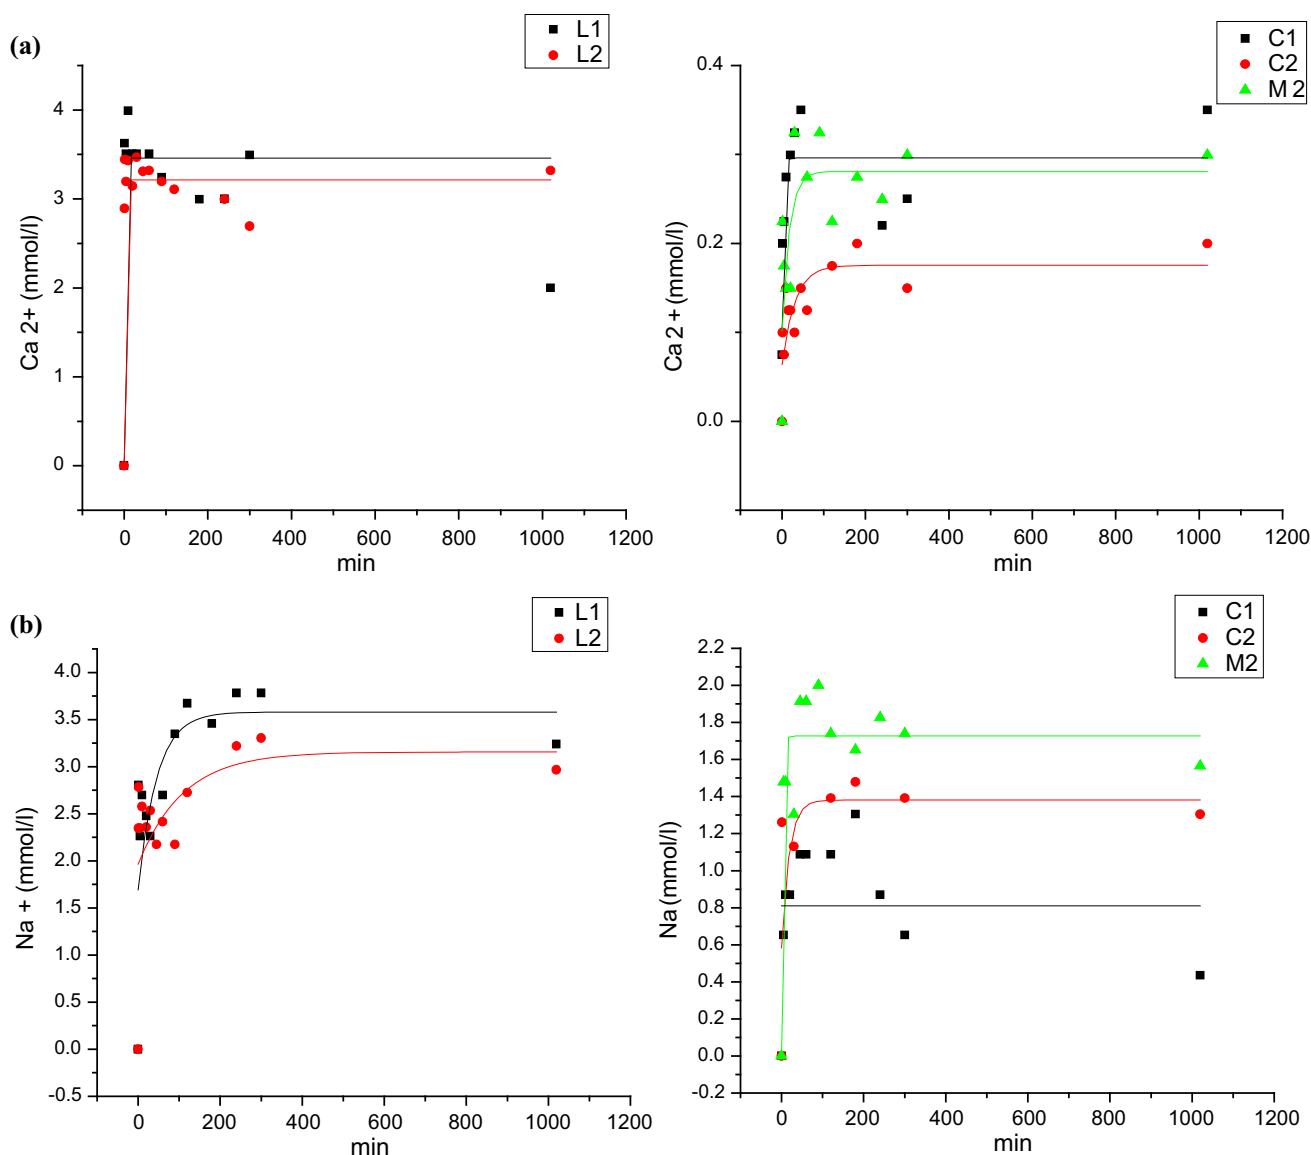 (a)
L1
L2
Ca 2+ (mmol/l)
4
3
2
1
0
0 200 400 600 800 1000 1200
min
C1
C2
M 2
Ca 2 + (mmol/l)
0.4
0.2
0.0
0 200 400 600 800 1000 1200
min
(b)
L1
L2
Na + (mmol/l)
4.0
3.5
3.0
2.5
2.0
1.5
1.0
0.5
0.0
-0.5
0 200 400 600 800 1000 1200
min
C1
C2
M2
Na (mmol/l)
2.2
2.0
1.8
1.6
1.4
1.2
1.0
0.8
0.6
0.4
0.2
0.0
-0.2
0 200 400 600 800 1000 1200
min